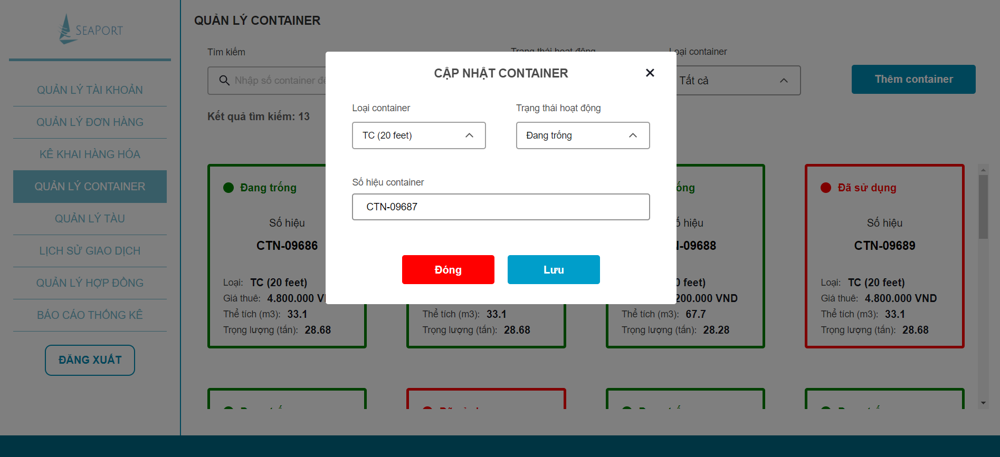 SEAPORT
QUẢN LÝ TÀI KHOẢN
QUẢN LÝ ĐƠN HÀNG
KÊ KHAI HÀNG HÓA
QUẢN LÝ CONTAINER
QUẢN LÝ TÀU
LỊCH SỬ GIAO DỊCH
QUẢN LÝ HỢP ĐỒNG
BÁO CÁO THỐNG KÊ
ĐĂNG XUẤT
QUẢN LÝ CONTAINER
Tìm kiếm
Trạng thái hoạt động
Loại container
Nhập số container
Tất cả
Thêm container
Kết quả tìm kiếm: 13
CẬP NHẬT CONTAINER
Loại container
Trạng thái hoạt động
TC (20 feet)
Đang trống
Số hiệu container
CTN-09687
Đóng
Lưu
Đang trống
Số hiệu
CTN-09686
Loại: TC (20 feet)
Giá thuê: 4.800.000
Thể tích (m3): 33.1
Trọng lượng (tấn): 28.68
Thể tích (m3): 33.1
Trọng lượng (tấn): 28.68
hiệu
-09688
feet)
200.000 VND
Thể tích (m3): 67.7
Trọng lượng (tấn): 28.28
Đã sử dụng
Số hiệu
CTN-09689
Loại: TC (20 feet)
Giá thuê: 4.800.000 VND
Thể tích (m3): 33.1
Trọng lượng (tấn): 28.68